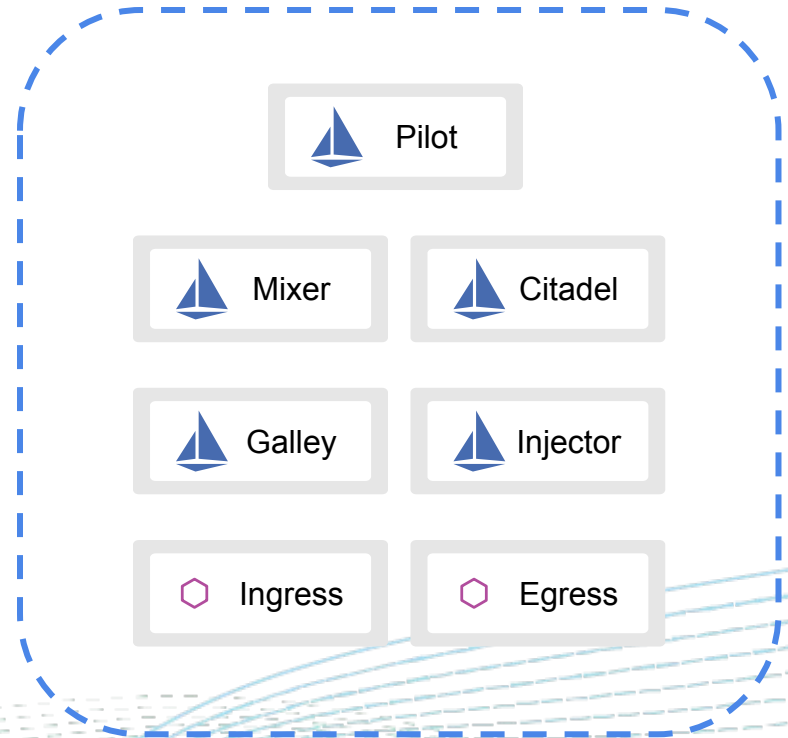 Pilot
Mixer
Citadel
Galley
Injector
Ingress
Egress